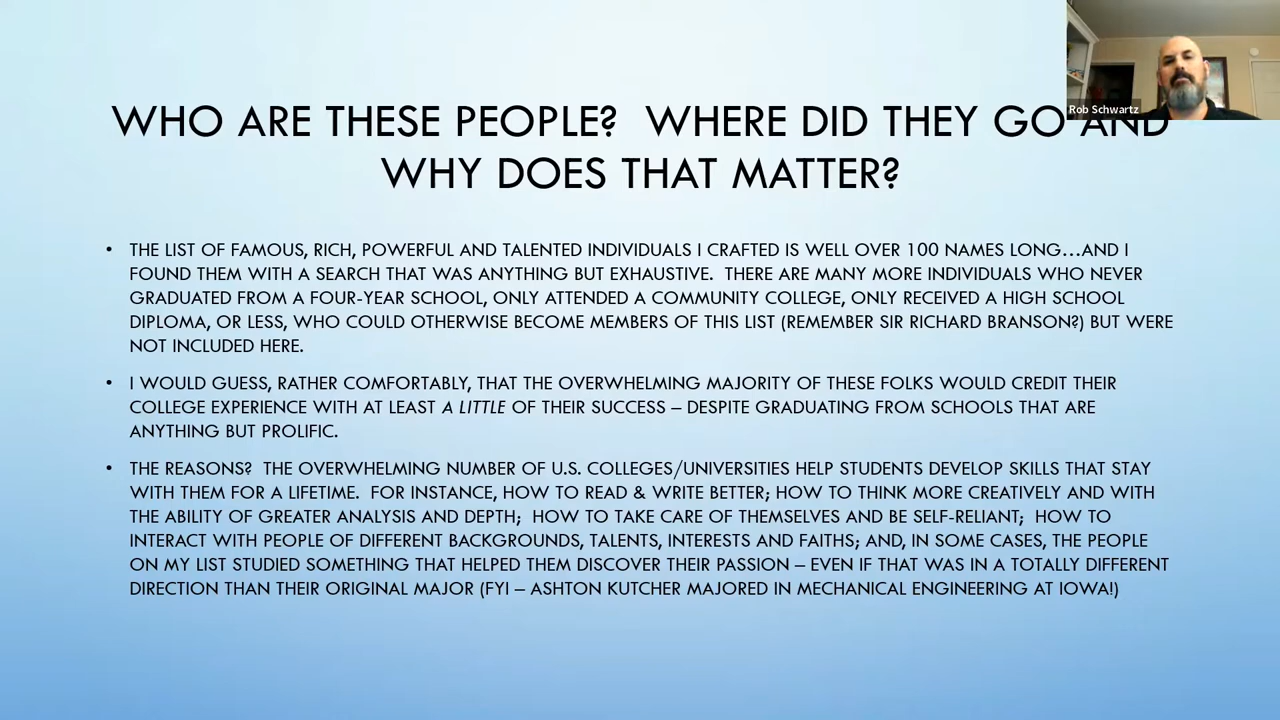 WHO ARE THESE PEOPLE?  WHERE DID THEY GO AND
Rob Schwartz
WHY DOES THAT MATTER?
• THE LIST OF FAMOUS, RICH, POWERFUL AND TALENTED INDIVIDUALS I CRAFTED IS WELL OVER 100 NAMES LONG…AND I
FOUND THEM WITH A SEARCH THAT WAS ANYTHING BUT EXHAUSTIVE.  THERE ARE MANY MORE INDIVIDUALS WHO NEVER
GRADUATED FROM A FOUR-YEAR SCHOOL, ONLY ATTENDED A COMMUNITY COLLEGE, ONLY RECEIVED A HIGH SCHOOL
DIPLOMA, OR LESS, WHO COULD OTHERWISE BECOME MEMBERS OF THIS LIST (REMEMBER SIR RICHARD BRANSON?) BUT WERE
NOT INCLUDED HERE.
• I WOULD GUESS, RATHER COMFORTABLY, THAT THE OVERWHELMING MAJORITY OF THESE FOLKS WOULD CREDIT THEIR
COLLEGE EXPERIENCE WITH AT LEAST A LITTLE OF THEIR SUCCESS – DESPITE GRADUATING FROM SCHOOLS THAT ARE
ANYTHING BUT PROLIFIC.
• THE REASONS?  THE OVERWHELMING NUMBER OF U.S. COLLEGES/UNIVERSITIES HELP STUDENTS DEVELOP SKILLS THAT STAY
WITH THEM FOR A LIFETIME.  FOR INSTANCE, HOW TO READ & WRITE BETTER; HOW TO THINK MORE CREATIVELY AND WITH
THE ABILITY OF GREATER ANALYSIS AND DEPTH;  HOW TO TAKE CARE OF THEMSELVES AND BE SELF-RELIANT;  HOW TO
INTERACT WITH PEOPLE OF DIFFERENT BACKGROUNDS, TALENTS, INTERESTS AND FAITHS; AND, IN SOME CASES, THE PEOPLE
ON MY LIST STUDIED SOMETHING THAT HELPED THEM DISCOVER THEIR PASSION – EVEN IF THAT WAS IN A TOTALLY DIFFERENT
DIRECTION THAN THEIR ORIGINAL MAJOR (FYI – ASHTON KUTCHER MAJORED IN MECHANICAL ENGINEERING AT IOWA!)